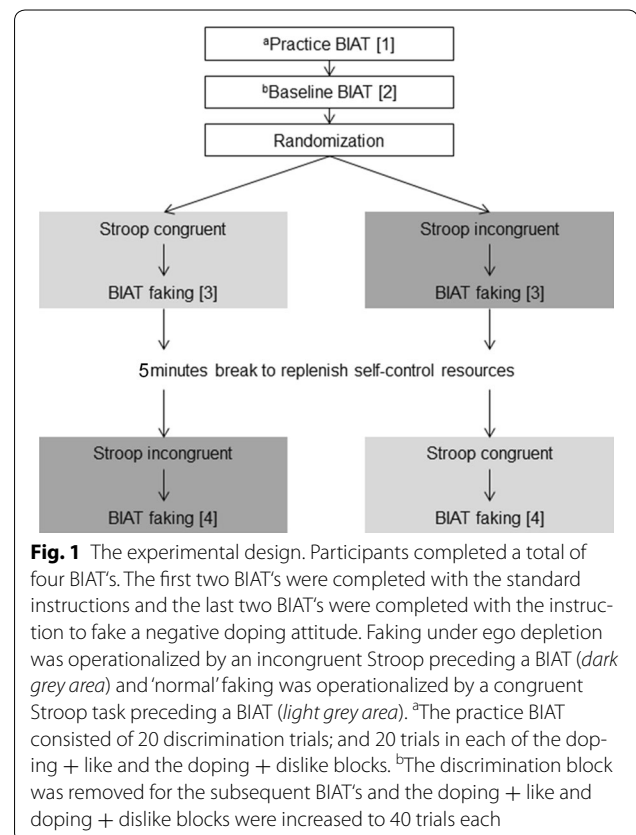 ᵃPractice BIAT [1]
ᵇBaseline BIAT [2]
Randomization
Stroop congruent
Stroop incongruent
BIAT faking [3]
BIAT faking [3]
5minutes break to replenish self-control resources
Stroop incongruent
Stroop congruent
BIAT faking [4]
BIAT faking [4]
Fig. 1 The experimental design. Participants completed a total of
four BIAT‘s. The first two BIAT‘s were completed with the standard
instructions and the last two BIAT‘s were completed with the instruc-
tion to fake a negative doping attitude. Faking under ego depletion
was operationalized by an incongruent Stroop preceding a BIAT (dark
grey area) and ‘normal’ faking was operationalized by a congruent
Stroop task preceding a BIAT (light grey area). ᵃThe practice BIAT
consisted of 20 discrimination trials; and 20 trials in each of the dop-
ing + like and the doping + dislike blocks. ᵇThe discrimination block
was removed for the subsequent BIAT‘s and the doping + like and
doping + dislike blocks were increased to 40 trials each